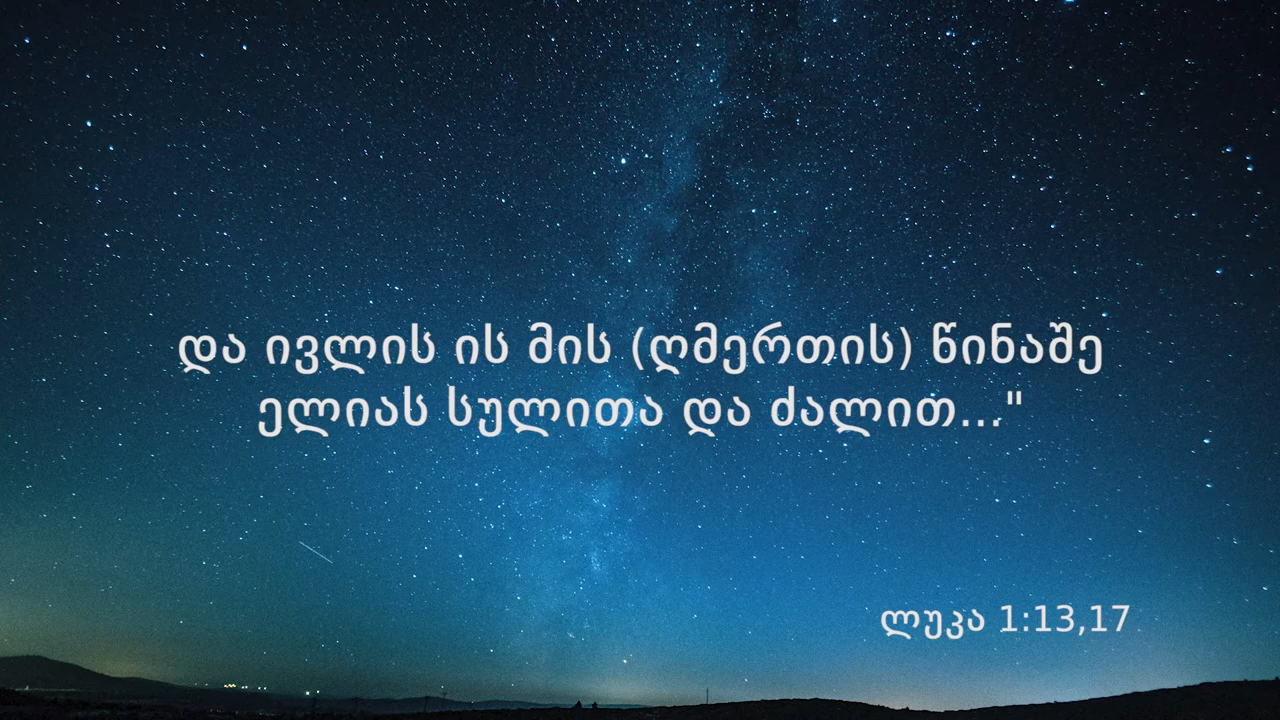 და ივლის ის მის (ღმერთის) წინაშე
ელიას სულითა და ძალით..."
ლუკა 1:13,17